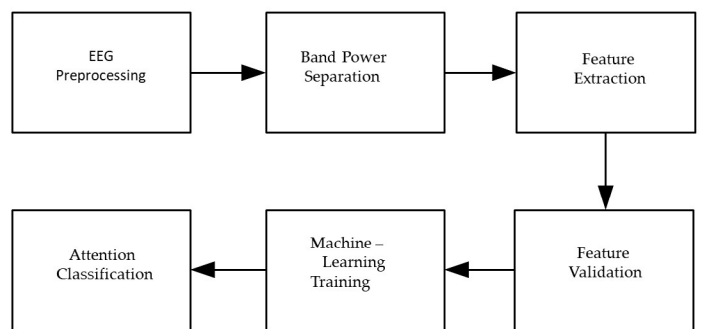 EEG
Preprocessing
Band Power
Separation
Feature
Extraction
Feature
Validation
Machine –
Learning
Training
Attention
Classification